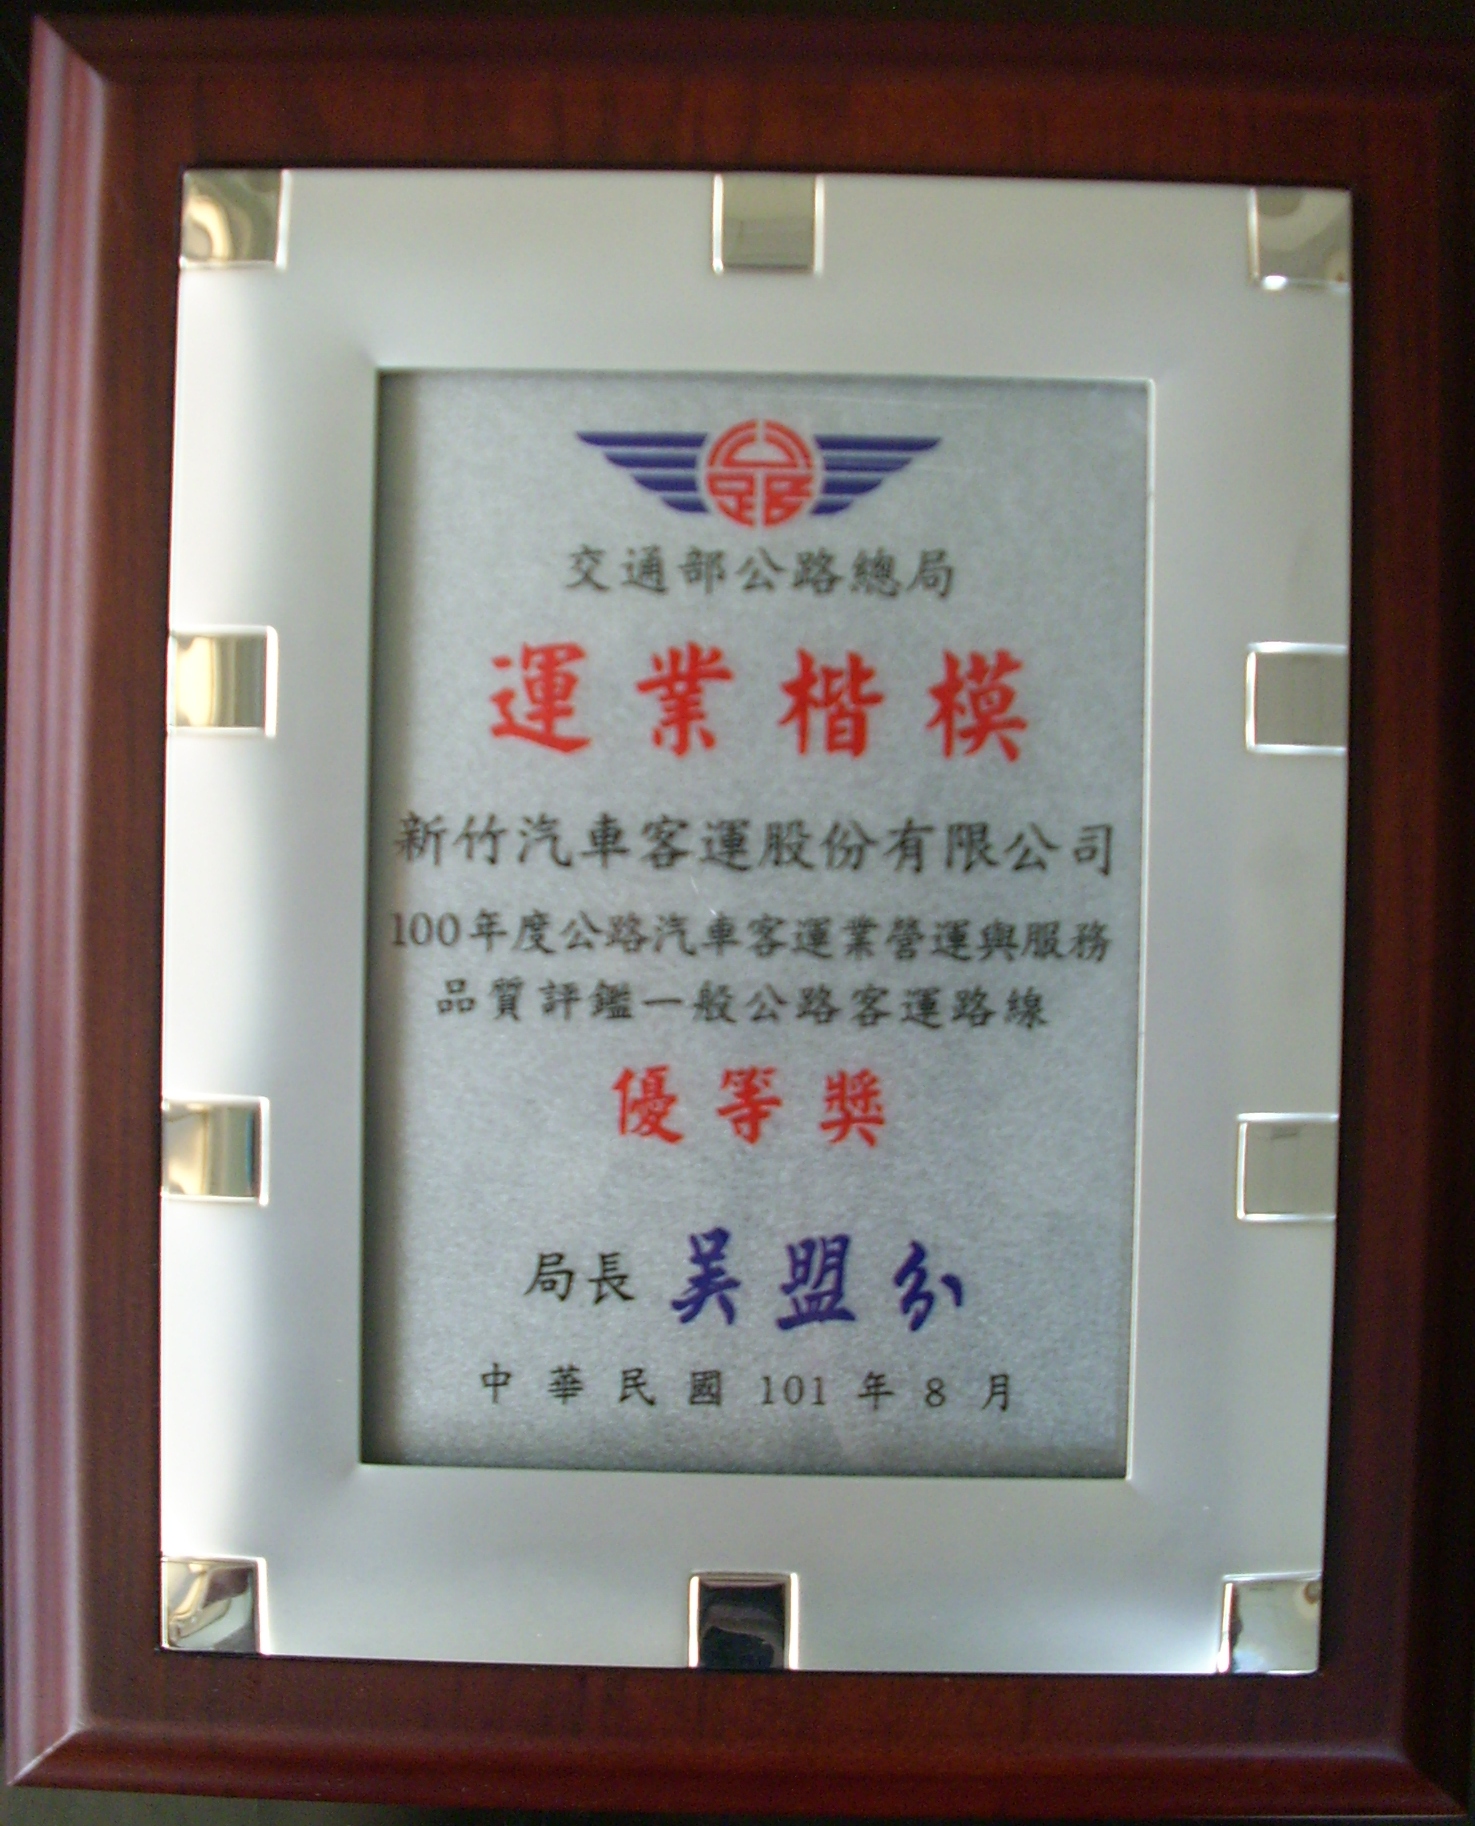 公路
交通部公路總局
運業楷模
新竹汽車客運股份有限公司
100年度公路汽車客運業營運與服務
品質評鑑一般公路客運路線
優等獎
局長 吳盟分
中華民國 101 年 8 月